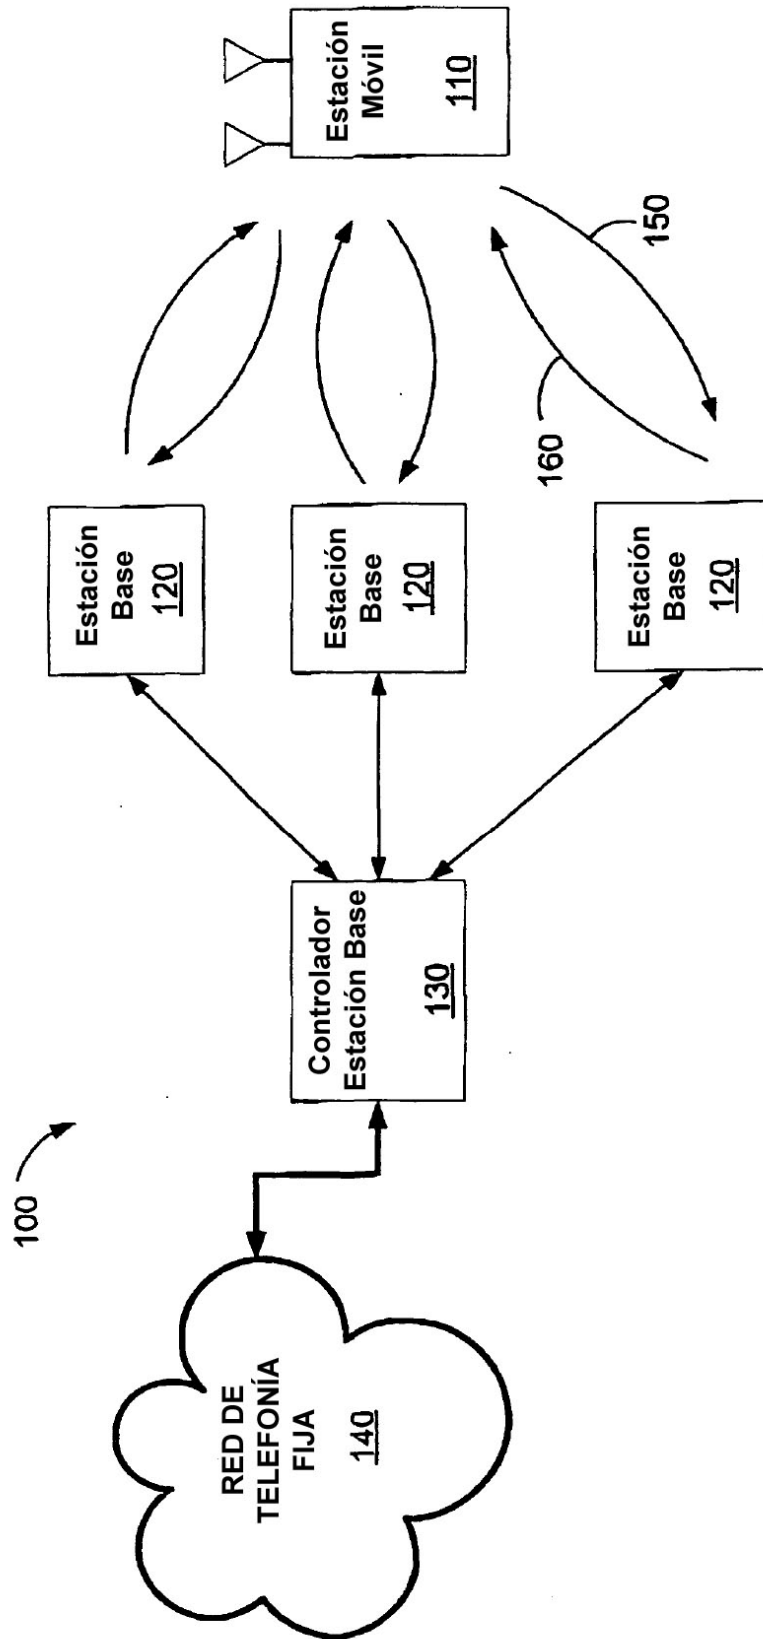 100
RED DE
TELEFONÍA
FIJA
140
Controlador
Estación Base
130
Estación
Base
120
Estación
Base
120
Estación
Base
120
160
150
Estación
Móvil
110